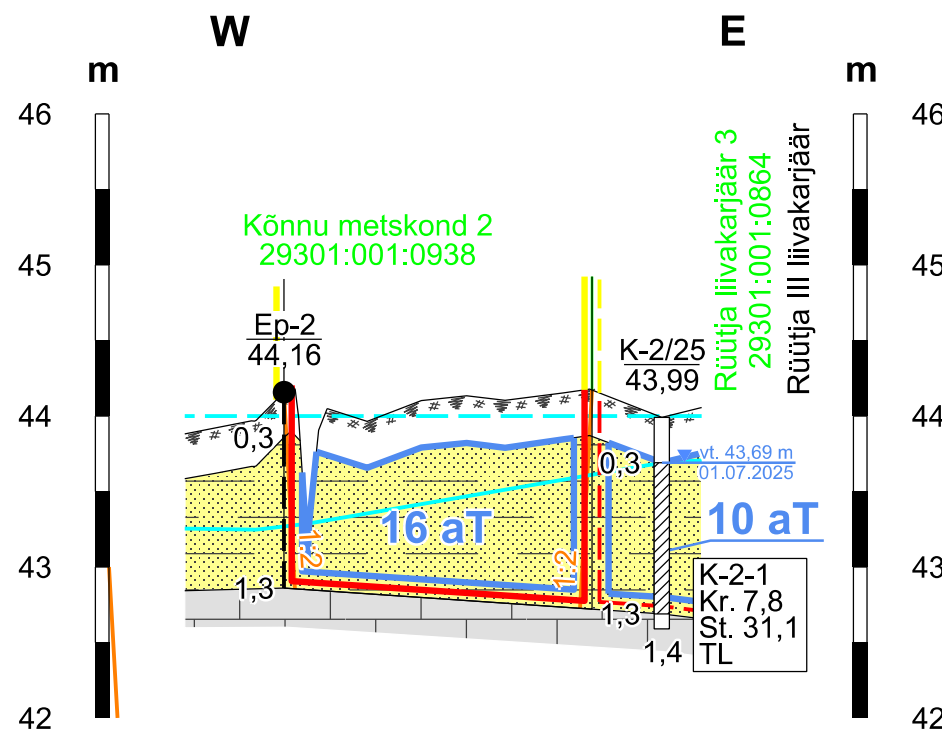 W
E
m
m
46
45
44
43
42
46
45
44
43
42
Kõnnu metskond 2
29301:001:0938
Rüütja liivakarjäär 3
29301:001:0864
Rüütja III liivakarjäär
Ep-2
44,16
K-2/25
43,99
0,3
0,3
vt. 43,69 m
01.07.2025
16 aT
10 aT
1:2
1:2
1,3
1,3
1,4
K-2-1
Kr. 7,8
St. 31,1
TL